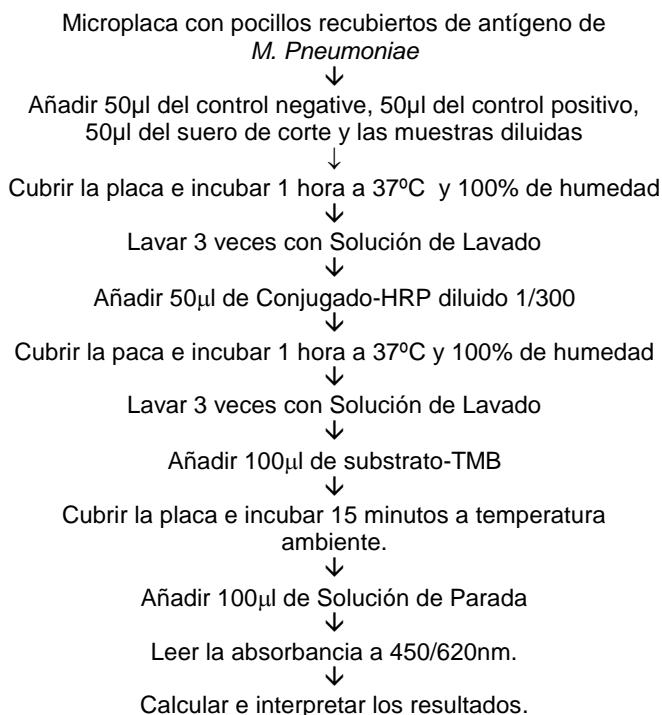 Microplaca con pocillos recubiertos de antígeno de
M. Pneumoniae
↓
Añadir 50µl del control negative, 50µl del control positivo,
50µl del suero de corte y las muestras diluidas
↓
Cubrir la placa e incubar 1 hora a 37ºC y 100% de humedad
↓
Lavar 3 veces con Solución de Lavado
↓
Añadir 50µl de Conjugado-HRP diluido 1/300
↓
Cubrir la paca e incubar 1 hora a 37ºC y 100% de humedad
↓
Lavar 3 veces con Solución de Lavado
↓
Añadir 100µl de substrato-TMB
↓
Cubrir la placa e incubar 15 minutos a temperatura
ambiente.
↓
Añadir 100µl de Solución de Parada
↓
Leer la absorbancia a 450/620nm.
↓
Calcular e interpretar los resultados.